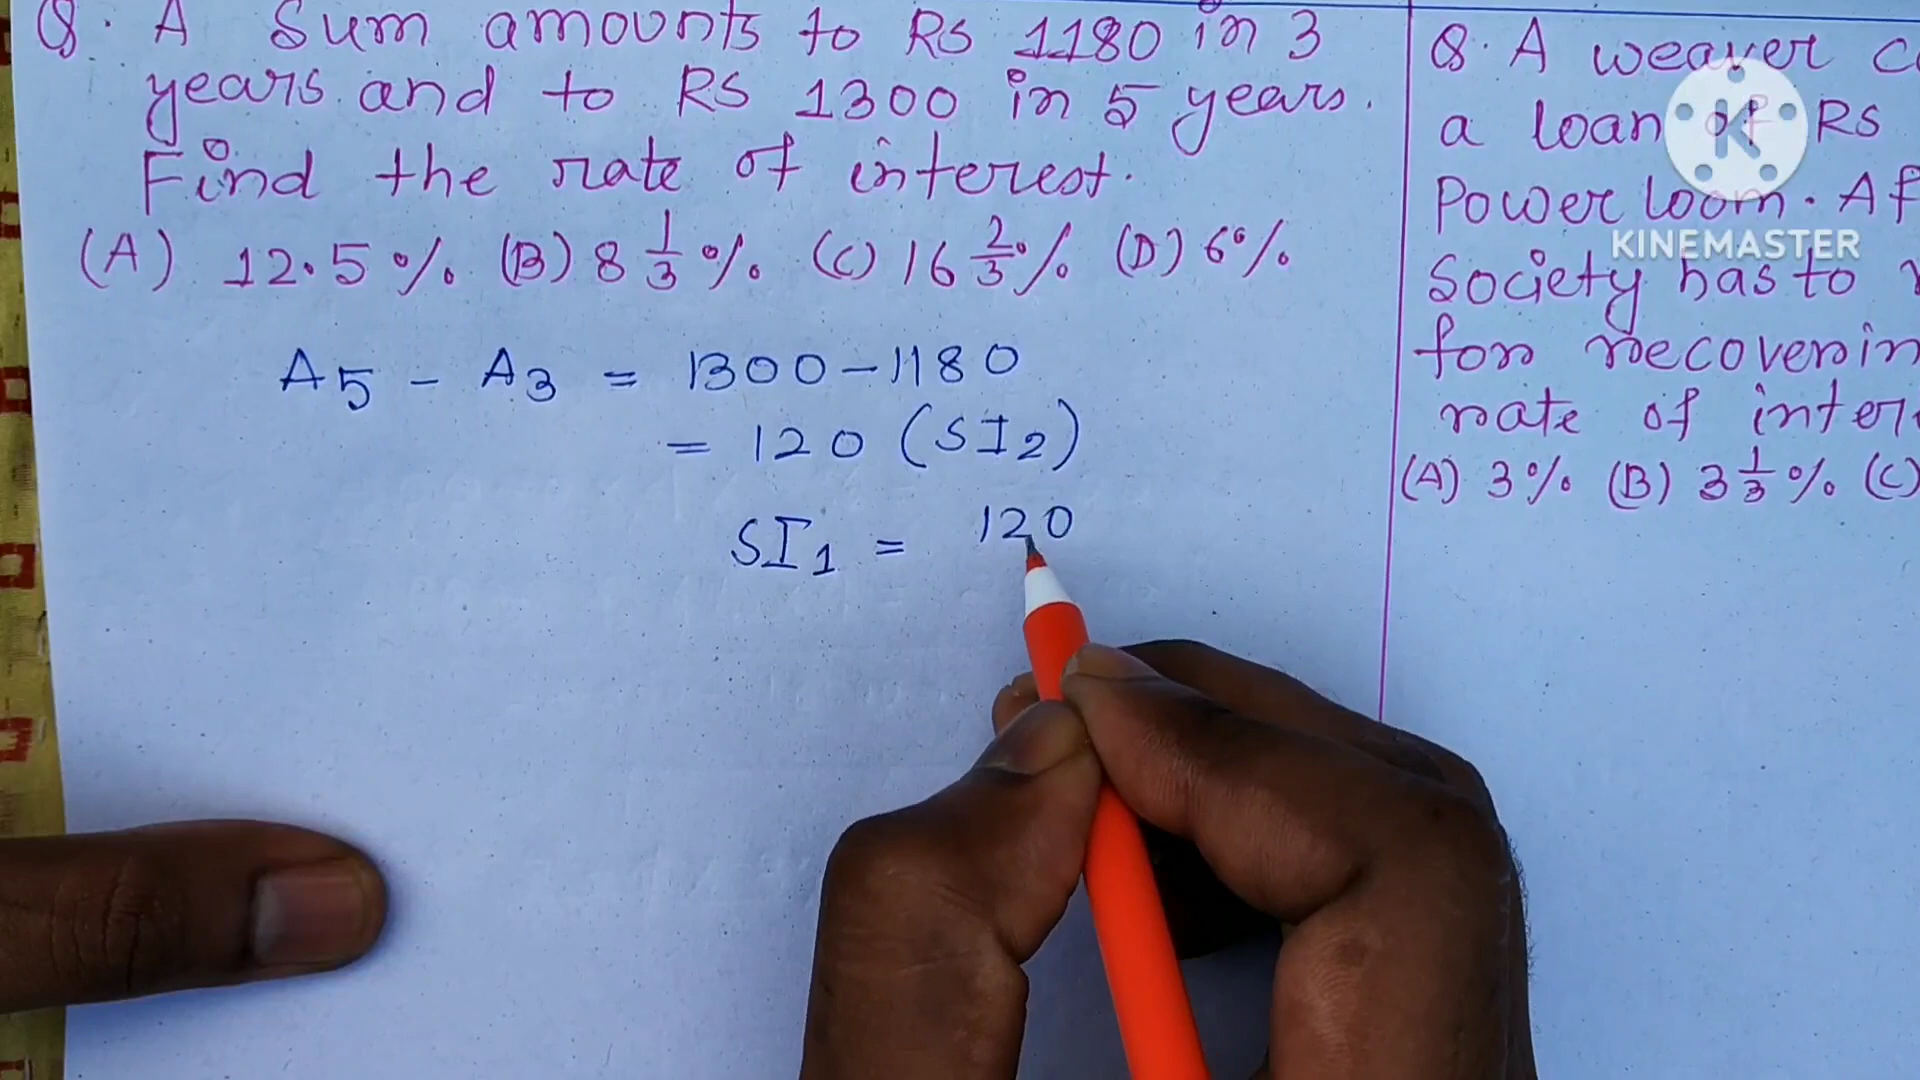 Q. A Sum amounts to RS 1180 in 3
years and to RS 1300 in 5 years.
Find the rate of interest.
(A) 12.5% (B) 8 1/3 % (C) 16 2/3 % (D) 6%
A5 - A3 = 1300-1180
= 120 (SI2)
SI1 = 120
Q. A weaver
a loan of RS
Power loom. Af
Society has to
for recoverin
rate of inter
(A) 3% (B) 3 1/3 % (C)
KINEMASTER